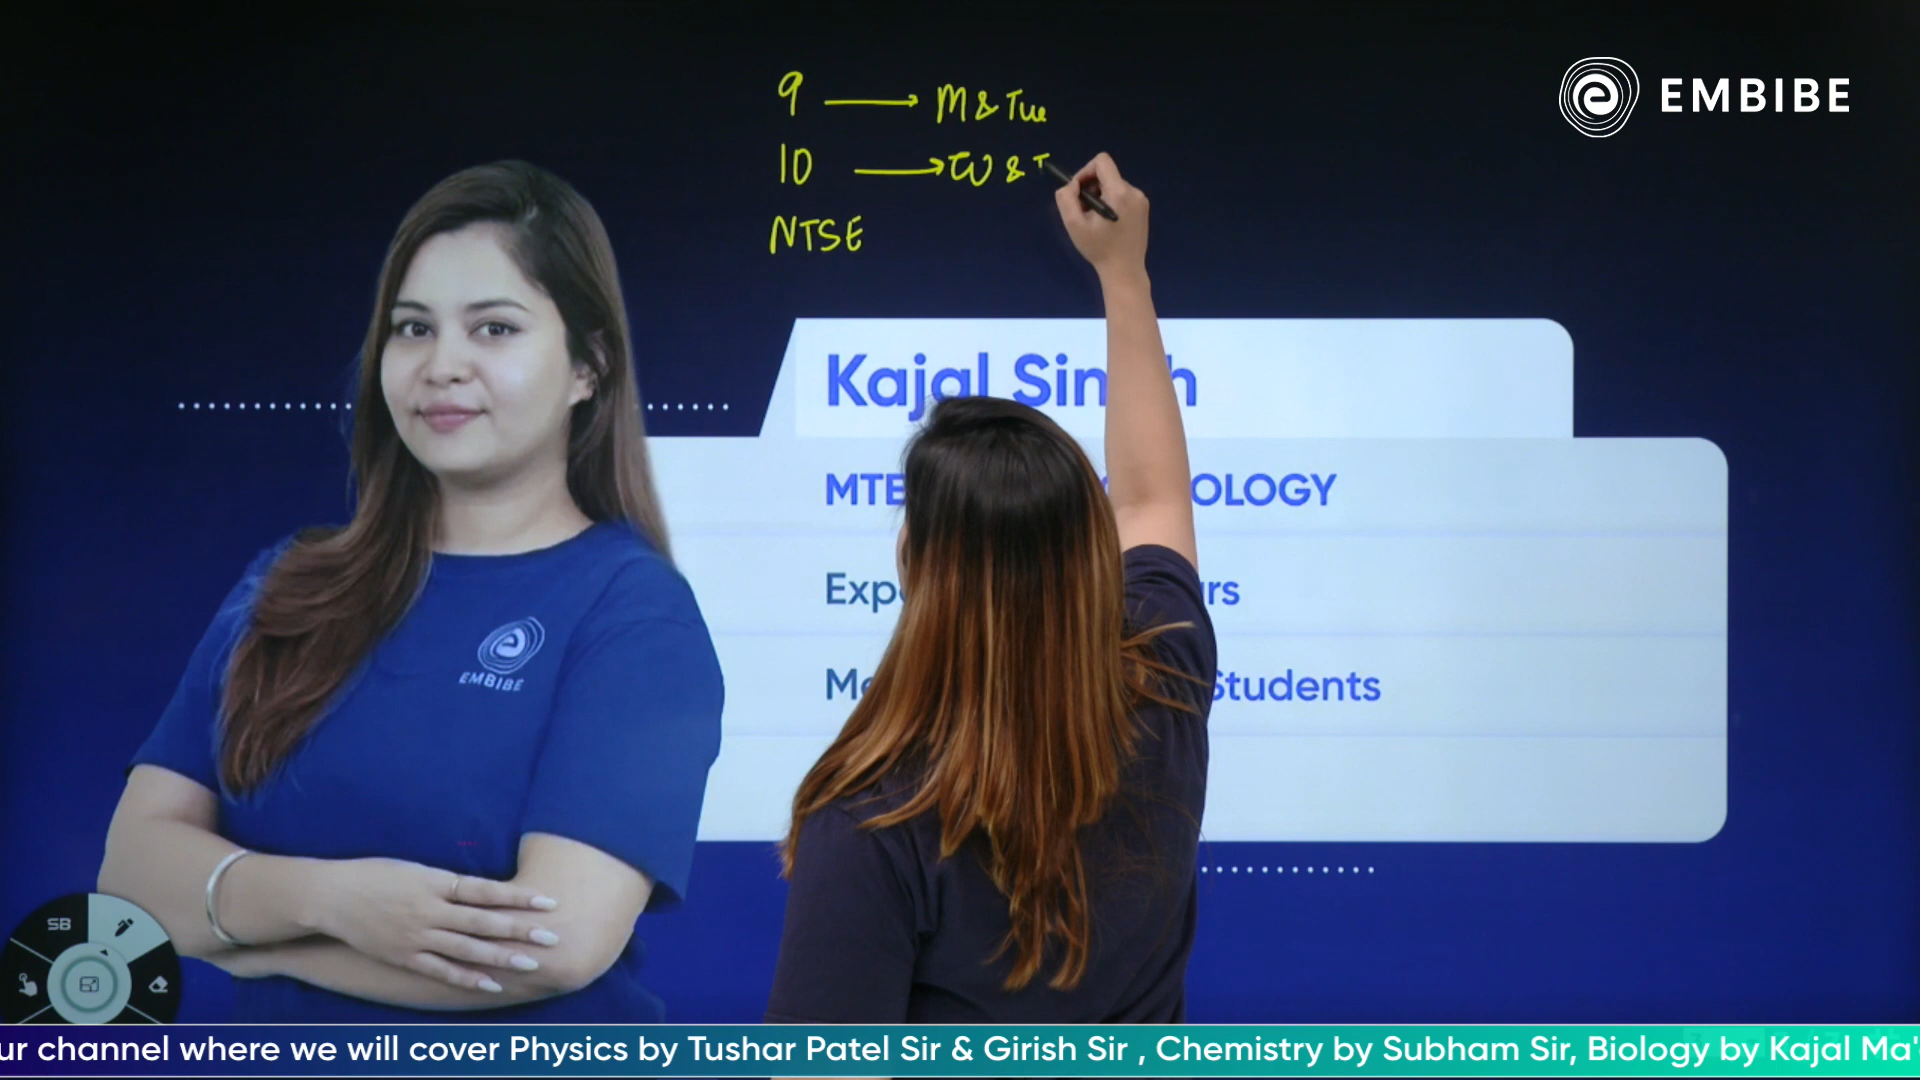 9 → M & Tue
10 → W & T
NTSE
EMBIBE
Kajal Sin h
MTE OLOGY
Exp rs
Me Students
EMBIBE
SB
ur channel where we will cover Physics by Tushar Patel Sir & Girish Sir , Chemistry by Subham Sir, Biology by Kajal Ma'